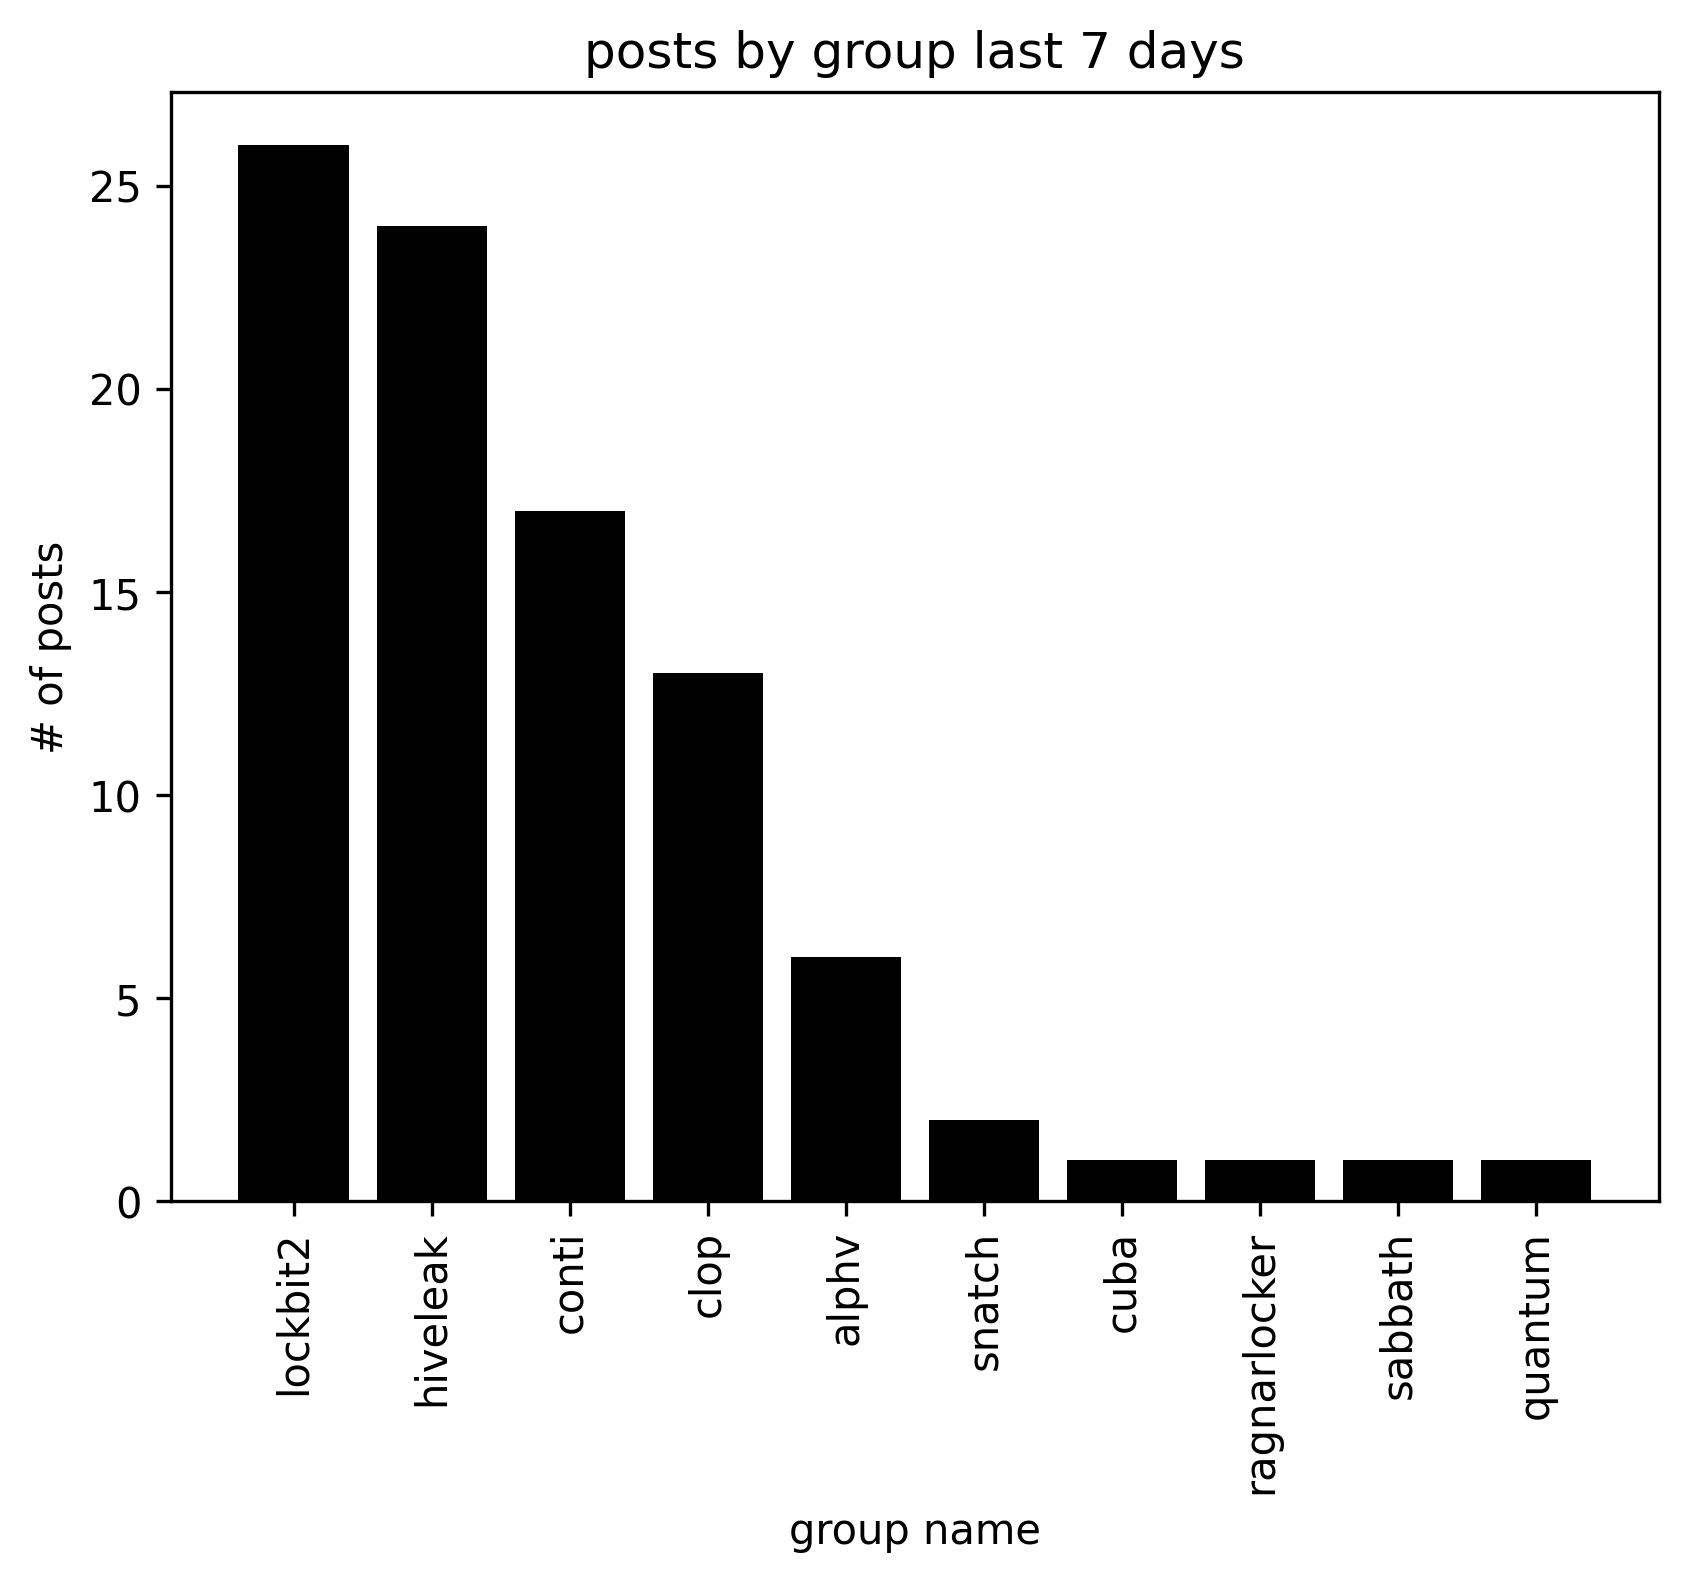 posts by group last 7 days
25
20
15
10
5
0
# of posts
lockbit2
hiveleak
conti
clop
alphv
snatch
cuba
ragnarlocker
sabbath
quantum
group name